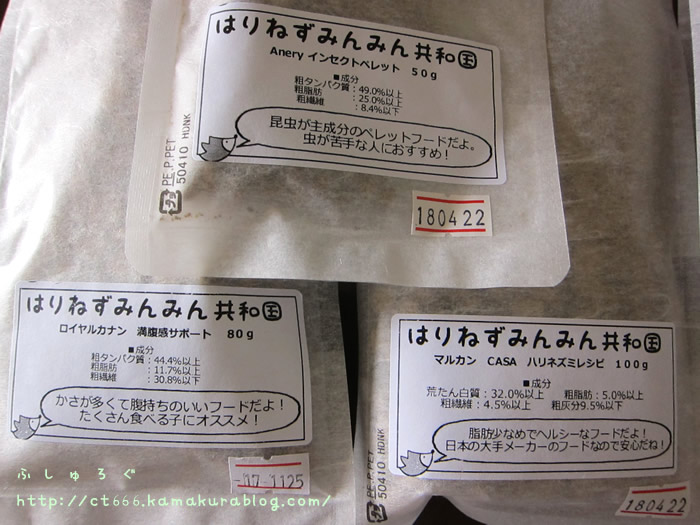 はりねずみんみん共和国
Anery インセクトペレット 50g
■成分
粗タンパク質：49.0%以上
粗脂肪：25.0%以上
粗繊維：8.4%以下
昆虫が主成分のペレットフードだよ。
虫が苦手な人におすすめ！
PE,P.PET
50410 HDNK
180422
はりねずみんみん共和国
ロイヤルカナン 満腹感サポート 80g
■成分
粗タンパク質：44.4%以上
粗脂肪：11.7%以上
粗繊維：30.8%以下
かさが多くて腹持ちのいいフードだよ！
たくさん食べる子にオススメ！
-17.1125
はりねずみんみん共和国
マルカン CASA ハリネズミレシピ 100g
■成分
荒たん白質：32.0%以上 粗脂肪：5.0%以上
粗繊維：4.5%以下 粗灰分9.5%以下
脂肪少なめでヘルシーなフードだよ！
日本の大手メーカーのフードなので安心だね！
PE,P.PET
50410 HDNK
180422
ふしゅろぐ
http://ct666.kamakurablog.com/